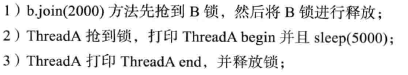 1）b.join(2000) 方法先抢到 B 锁，然后将 B 锁进行释放；
2）ThreadA 抢到锁，打印 ThreadA begin 并且 sleep(5000)；
3）ThreadA 打印 ThreadA end，并释放锁；